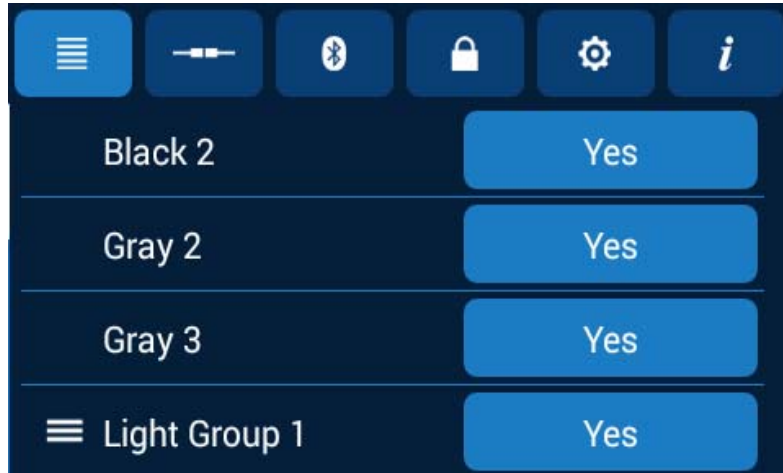 i
Black 2 Yes
Gray 2 Yes
Gray 3 Yes
Light Group 1 Yes